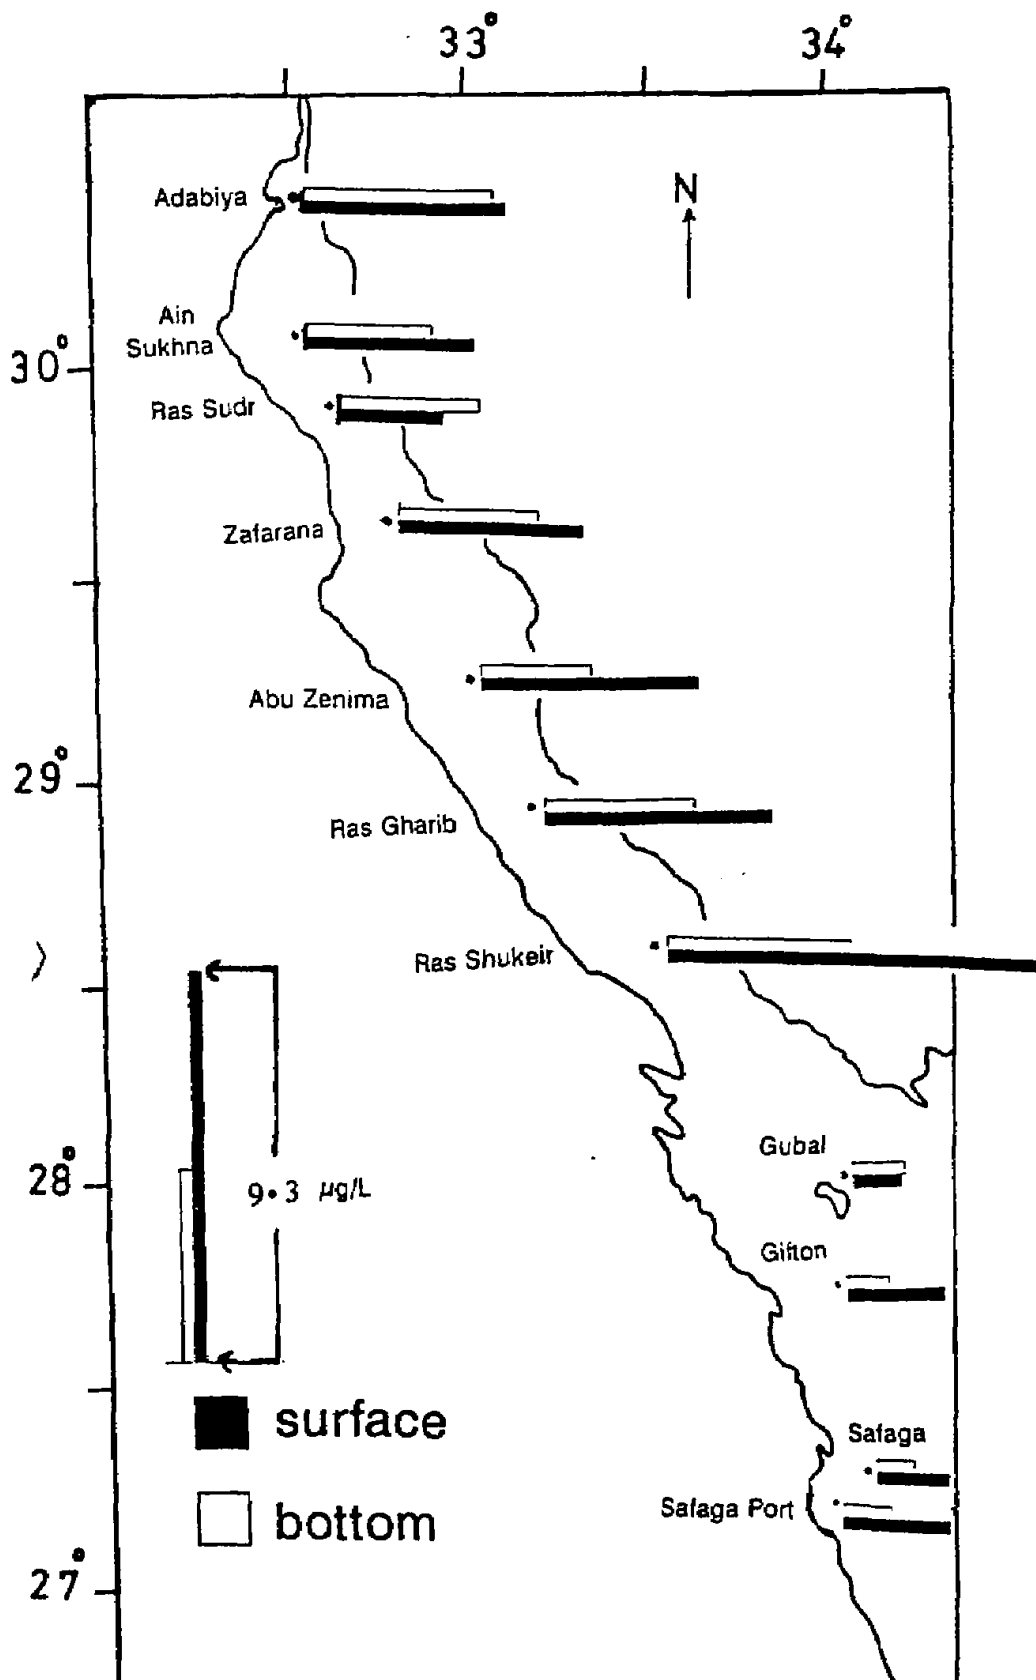 33°
34°
N
Adabiya
Ain
Sukhna
30°
Ras Sudr
Zafarana
Abu Zenima
29°
Ras Gharib
Ras Shukeir
Gubal
28°
9.3 µg/L
Gifton
surface
Safaga
Safaga Port
bottom
27°